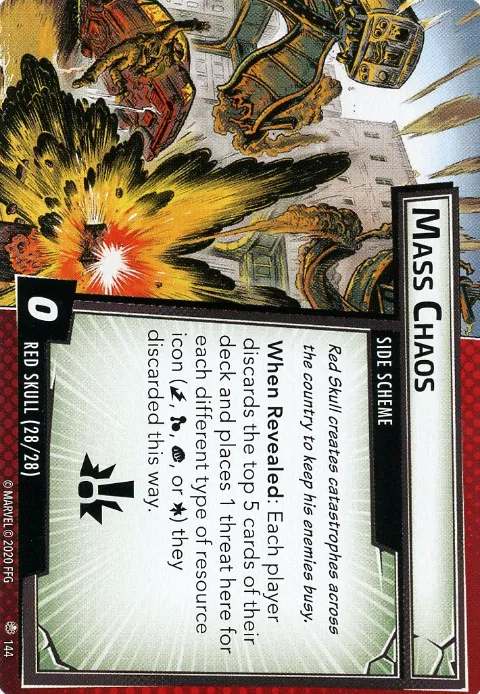 MASS CHAOS
SIDE SCHEME
Red Skull creates catastrophes across
the country to keep his enemies busy.
When Revealed: Each player
discards the top 5 cards of their
deck and places 1 threat here for
each different type of resource
icon ( , , , or ) they
discarded this way.
0
RED SKULL (28/28)
© MARVEL © 2020 FFG
144